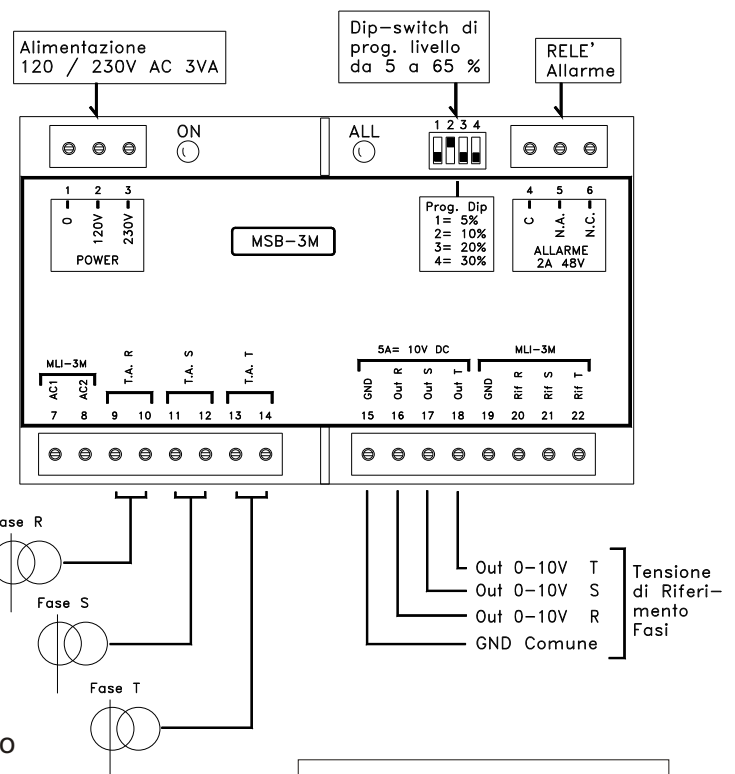 Alimentazione
120 / 230V AC 3VA
Dip-switch di
prog. livello
da 5 a 65 %
RELE'
Allarme
ON
ALL
1 2 3 4
1 2 3
0 120V 230V
POWER
MSB-3M
Prog. Dip
1= 5%
2= 10%
3= 20%
4= 30%
4 5 6
C N.A. N.C.
ALLARME
2A 48V
MLI-3M
AC1 AC2 T.A. R T.A. S T.A. T
7 8 9 10 11 12 13 14
5A= 10V DC MLI-3M
GND Out R Out S Out T GND Rif R Rif S Rif T
15 16 17 18 19 20 21 22
ase R
Fase S
Fase T
Out 0-10V T
Out 0-10V S
Out 0-10V R
GND Comune
Tensione
di Riferi-
mento
Fasi
o